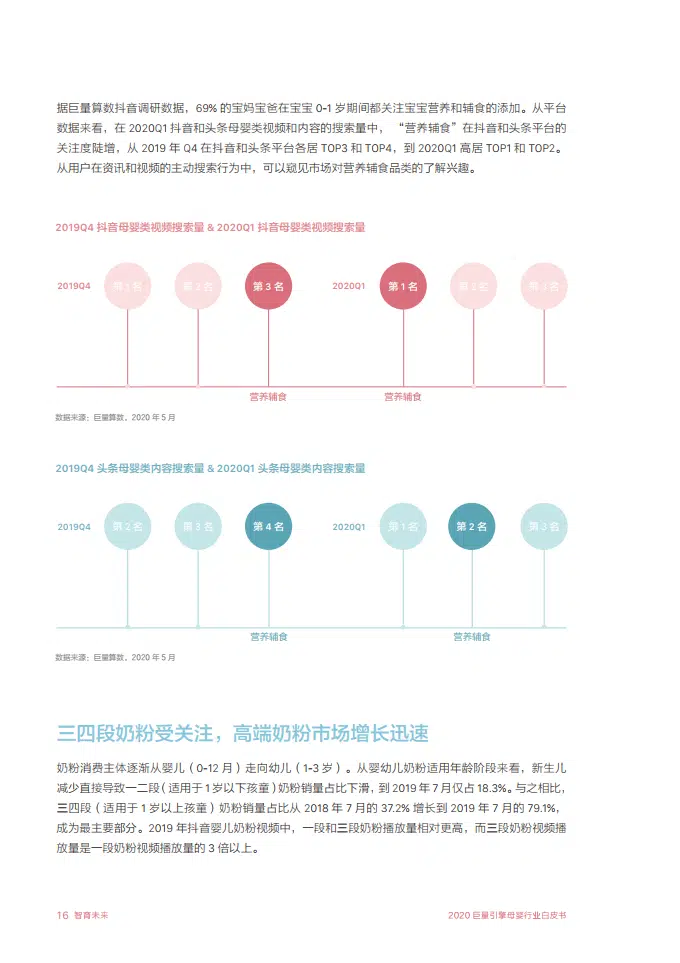 据巨量算数抖音调研数据，69% 的宝妈宝爸在宝宝 0-1 岁期间都关注宝宝营养和辅食的添加。从平台
数据来看，在 2020Q1 抖音和头条母婴类视频和内容的搜索量中， “营养辅食”在抖音和头条平台的
关注度陡增，从 2019 年 Q4 在抖音和头条平台各居 TOP3 和 TOP4，到 2020Q1 高居 TOP1 和 TOP2。
从用户在资讯和视频的主动搜索行为中，可以窥见市场对营养辅食品类的了解兴趣。
2019Q4 抖音母婴类视频搜索量 & 2020Q1 抖音母婴类视频搜索量
2019Q4 第 1 名 第 2 名 第 3 名 2020Q1 第 1 名 第 2 名 第 3 名
营养辅食 营养辅食
数据来源：巨量算数，2020 年 5 月
2019Q4 头条母婴类内容搜索量 & 2020Q1 头条母婴类内容搜索量
2019Q4 第 2 名 第 3 名 第 4 名 2020Q1 第 1 名 第 2 名 第 3 名
营养辅食 营养辅食
数据来源：巨量算数，2020 年 5 月
三四段奶粉受关注，高端奶粉市场增长迅速
奶粉消费主体逐渐从婴儿（0-12 月）走向幼儿（1-3 岁）。从婴幼儿奶粉适用年龄阶段来看，新生儿
减少直接导致一二段（适用于 1 岁以下孩童）奶粉销量占比下滑，到 2019 年 7 月仅占 18.3%。与之相比，
三四段（适用于 1 岁以上孩童）奶粉销量占比从 2018 年 7 月的 37.2% 增长到 2019 年 7 月的 79.1%，
成为最主要部分。2019 年抖音婴儿奶粉视频中，一段和三段奶粉播放量相对更高，而三段奶粉视频播
放量是一段奶粉视频播放量的 3 倍以上。
16 智育未来 2020 巨量引擎母婴行业白皮书